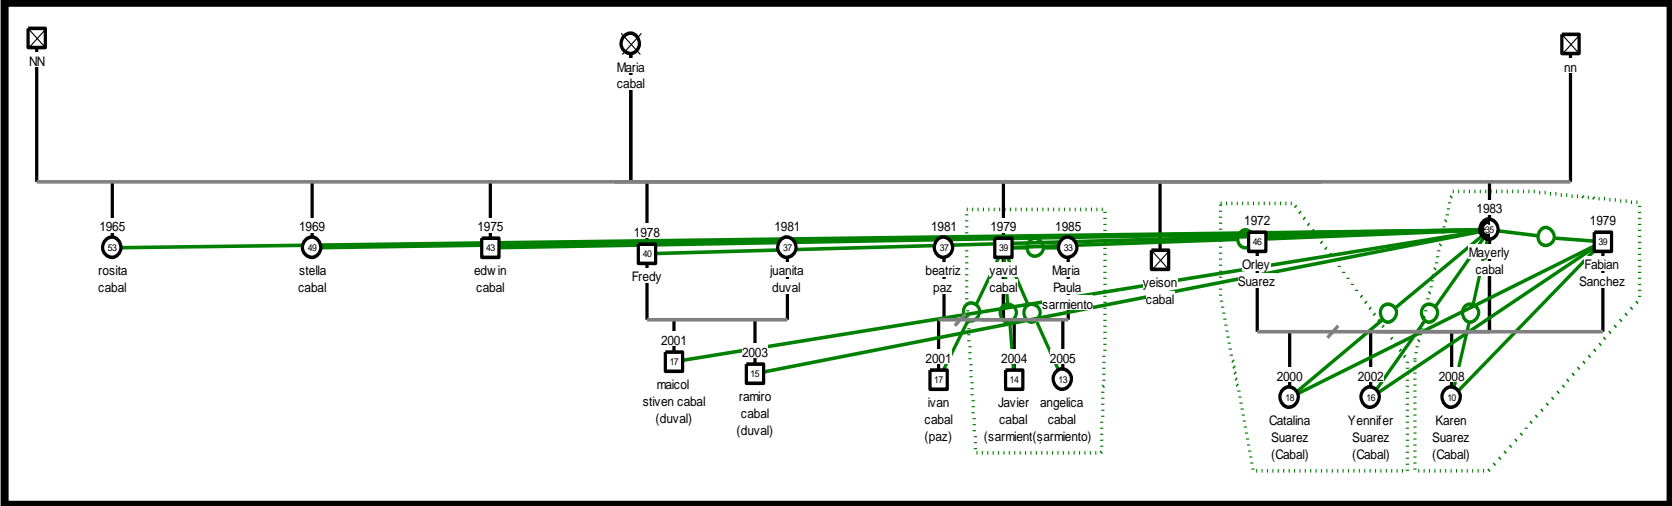 NN
Maria
cabal
nn
1965
53
rosita
cabal
1969
49
stella
cabal
1975
43
edwin
cabal
1978
40
Fredy
1981
37
juanita
duval
1981
37
beatriz
paz
1979
39
yavid
cabal
1985
33
Maria
Paula
sarmiento
yeison
cabal
1972
46
Orley
Suarez
1983
35
Mayerly
cabal
1979
39
Fabian
Sanchez
2001
17
maicol
stiven cabal
(duval)
2003
15
ramiro
cabal
(duval)
2001
17
ivan
cabal
(paz)
2004
14
Javier
cabal
(sarmient
2005
13
angelica
cabal
(sarmiento)
2000
18
Catalina
Suarez
(Cabal)
2002
16
Yennifer
Suarez
(Cabal)
2008
10
Karen
Suarez
(Cabal)